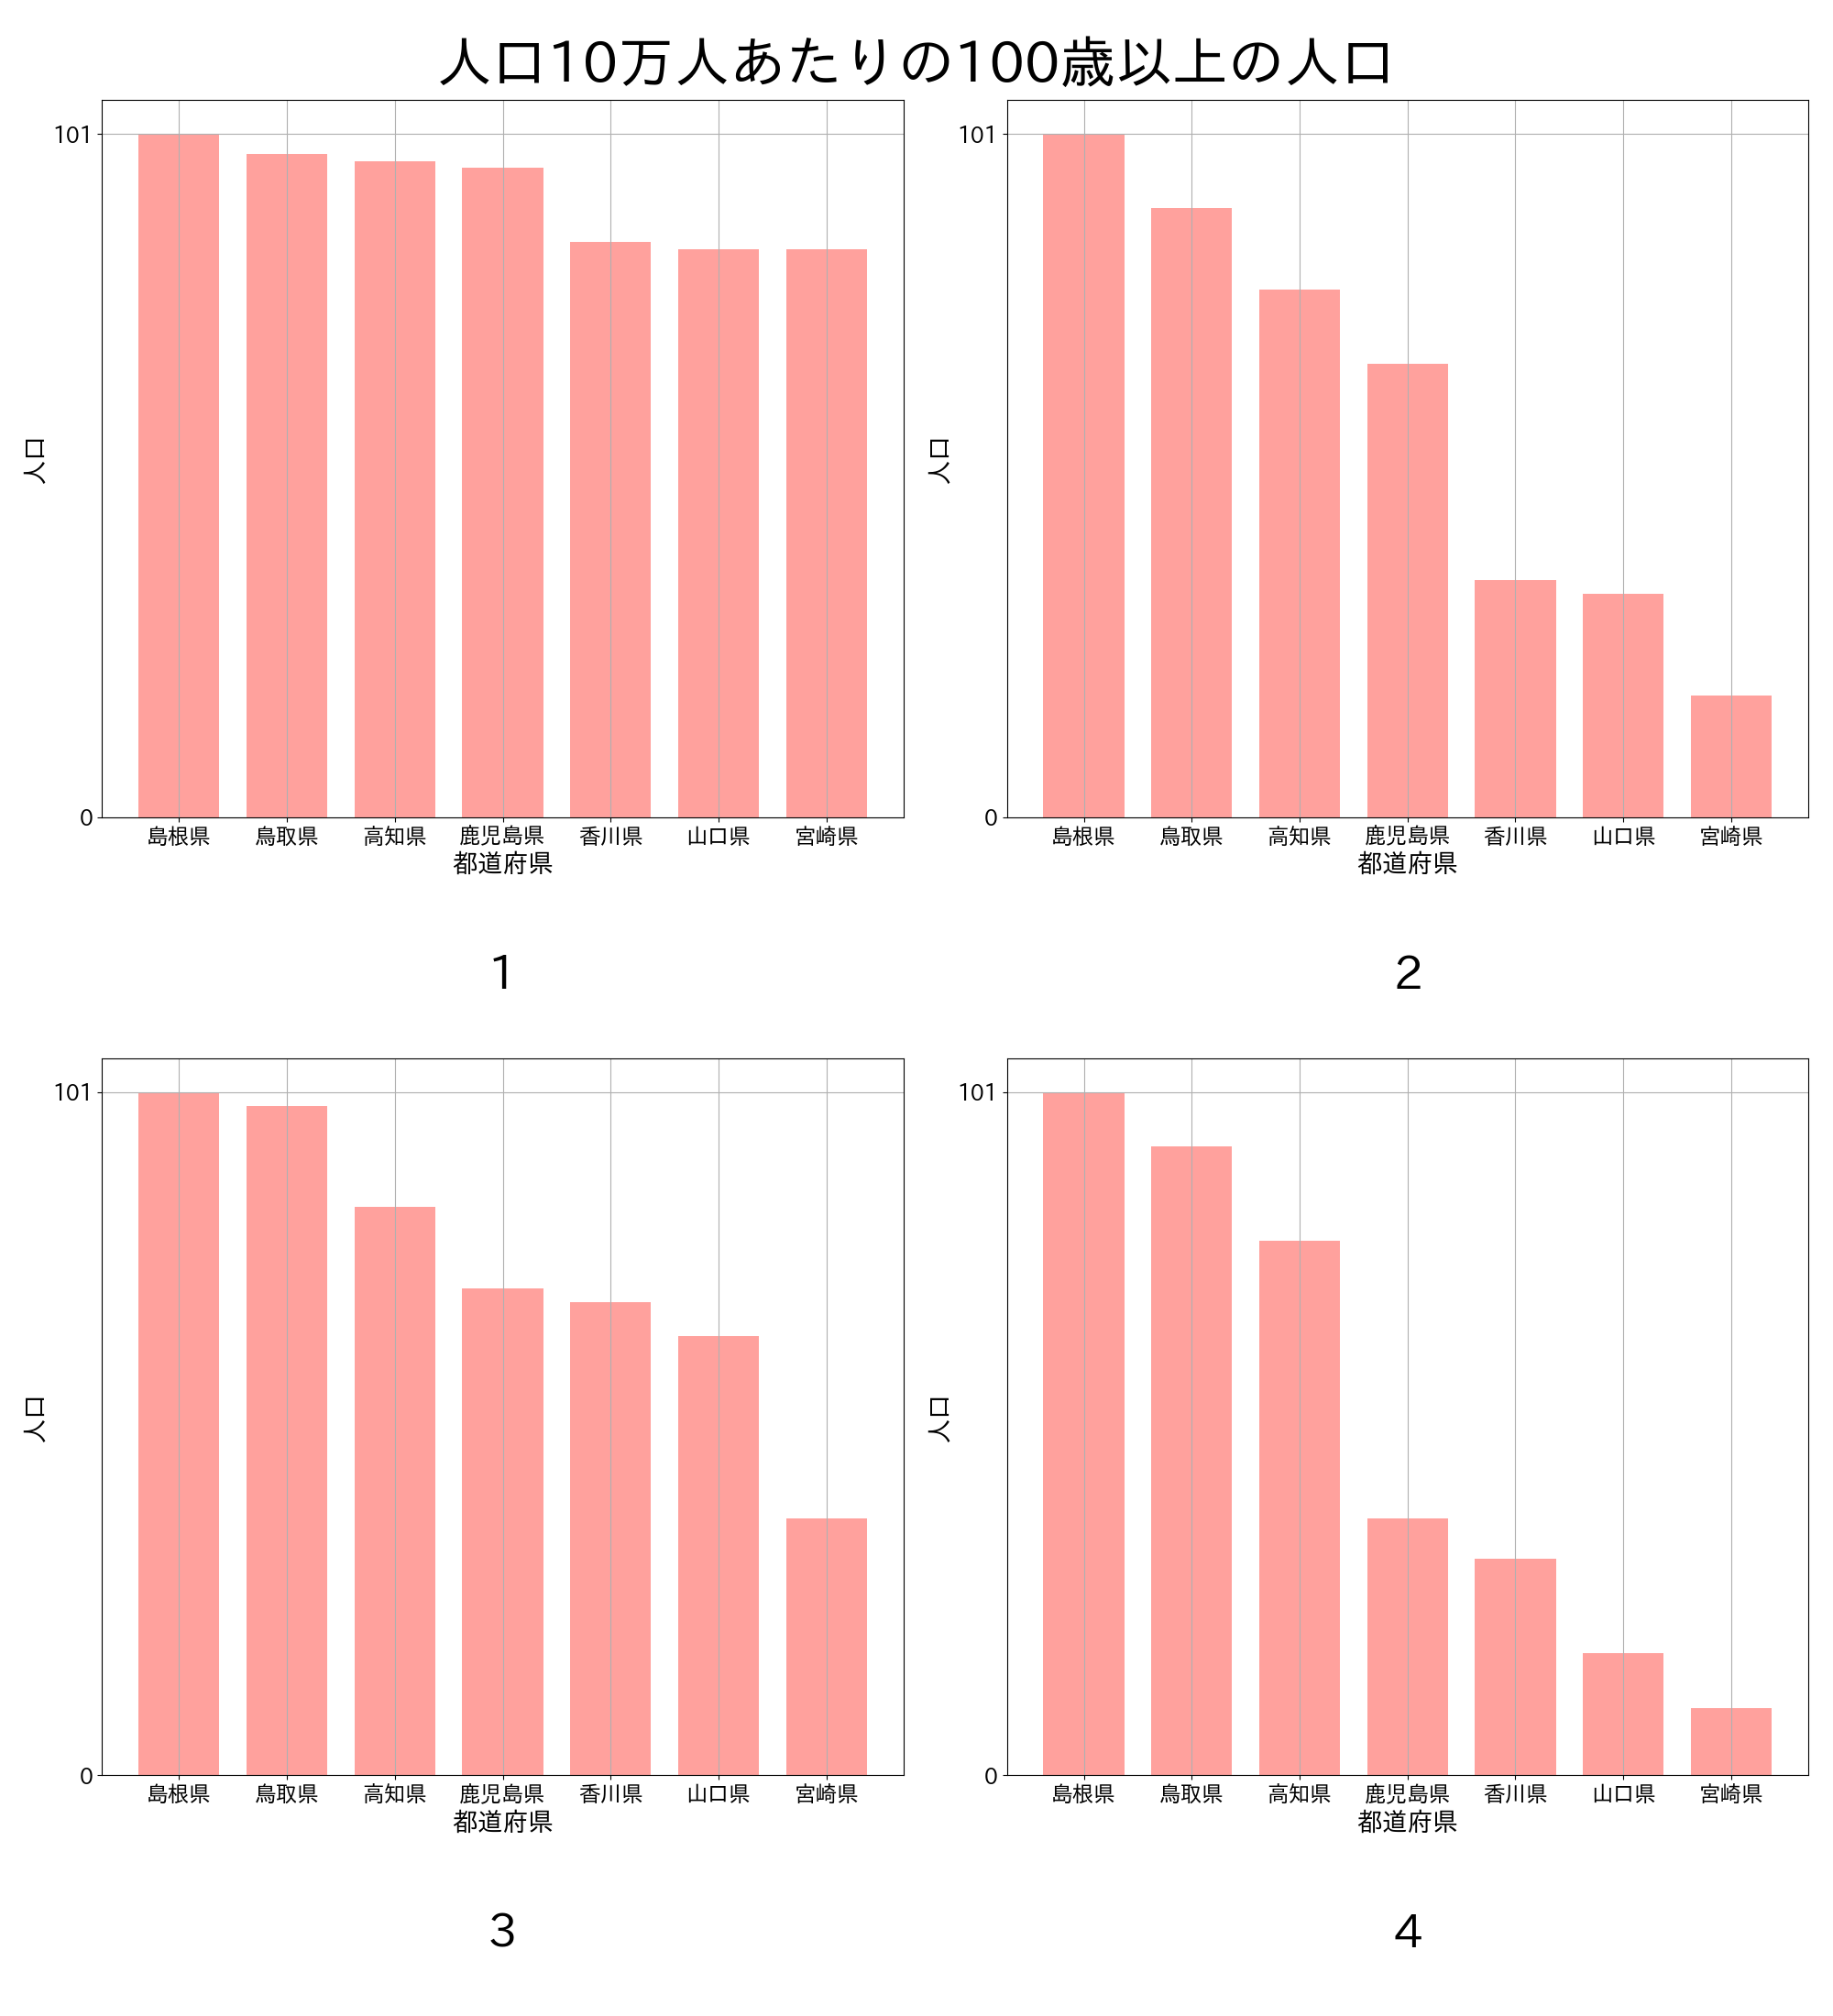 人口10万人あたりの100歳以上の人口
101
0
人口
島根県 鳥取県 高知県 鹿児島県 香川県 山口県 宮崎県
都道府県
1
101
0
人口
島根県 鳥取県 高知県 鹿児島県 香川県 山口県 宮崎県
都道府県
2
101
0
人口
島根県 鳥取県 高知県 鹿児島県 香川県 山口県 宮崎県
都道府県
3
101
0
人口
島根県 鳥取県 高知県 鹿児島県 香川県 山口県 宮崎県
都道府県
4